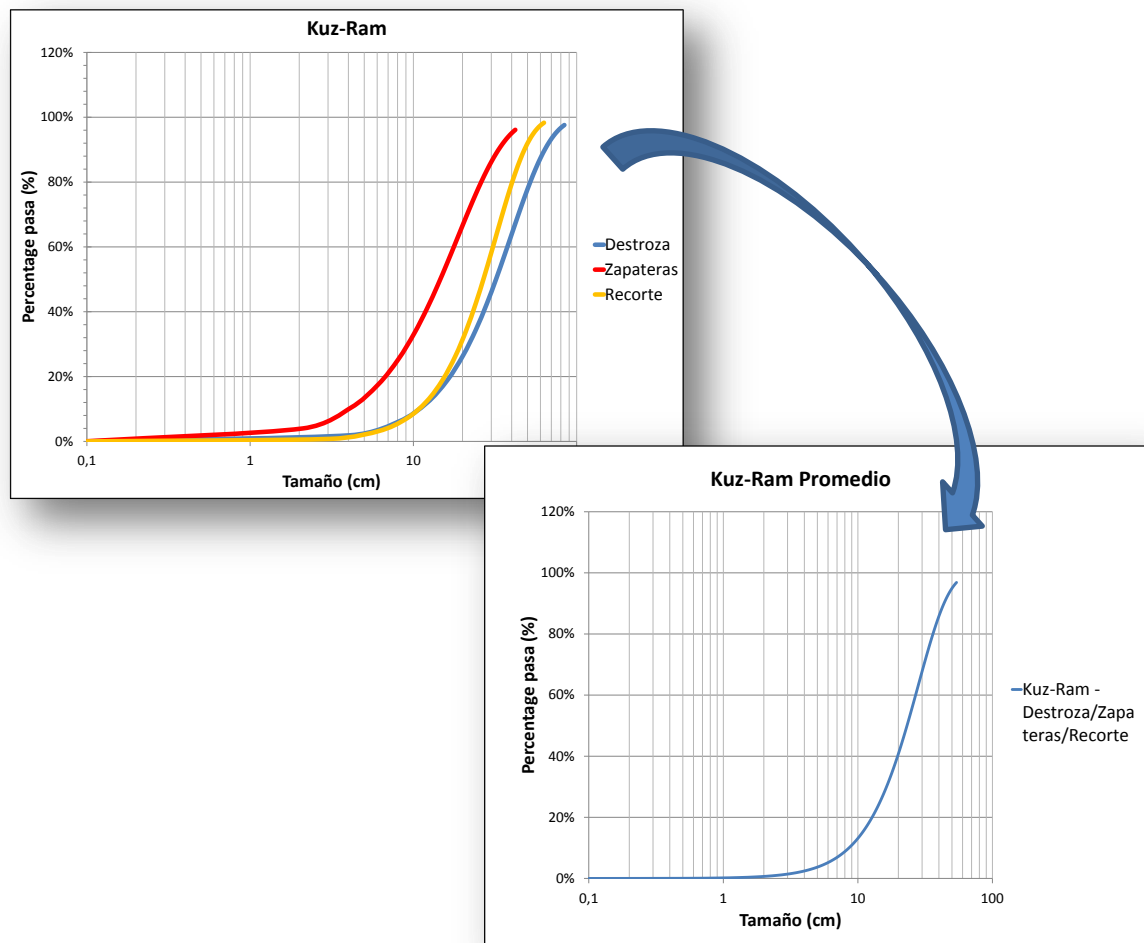 Kuz-Ram
120%
100%
80%
60%
40%
20%
0%
0,1
1
10
Percentage pasa (%)
Tamaño (cm)
Destroza
Zapateras
Recorte
Kuz-Ram Promedio
120%
100%
80%
60%
40%
20%
0%
0,1
1
10
100
Percentage pasa (%)
Tamaño (cm)
Kuz-Ram -
Destroza/Zapa
teras/Recorte